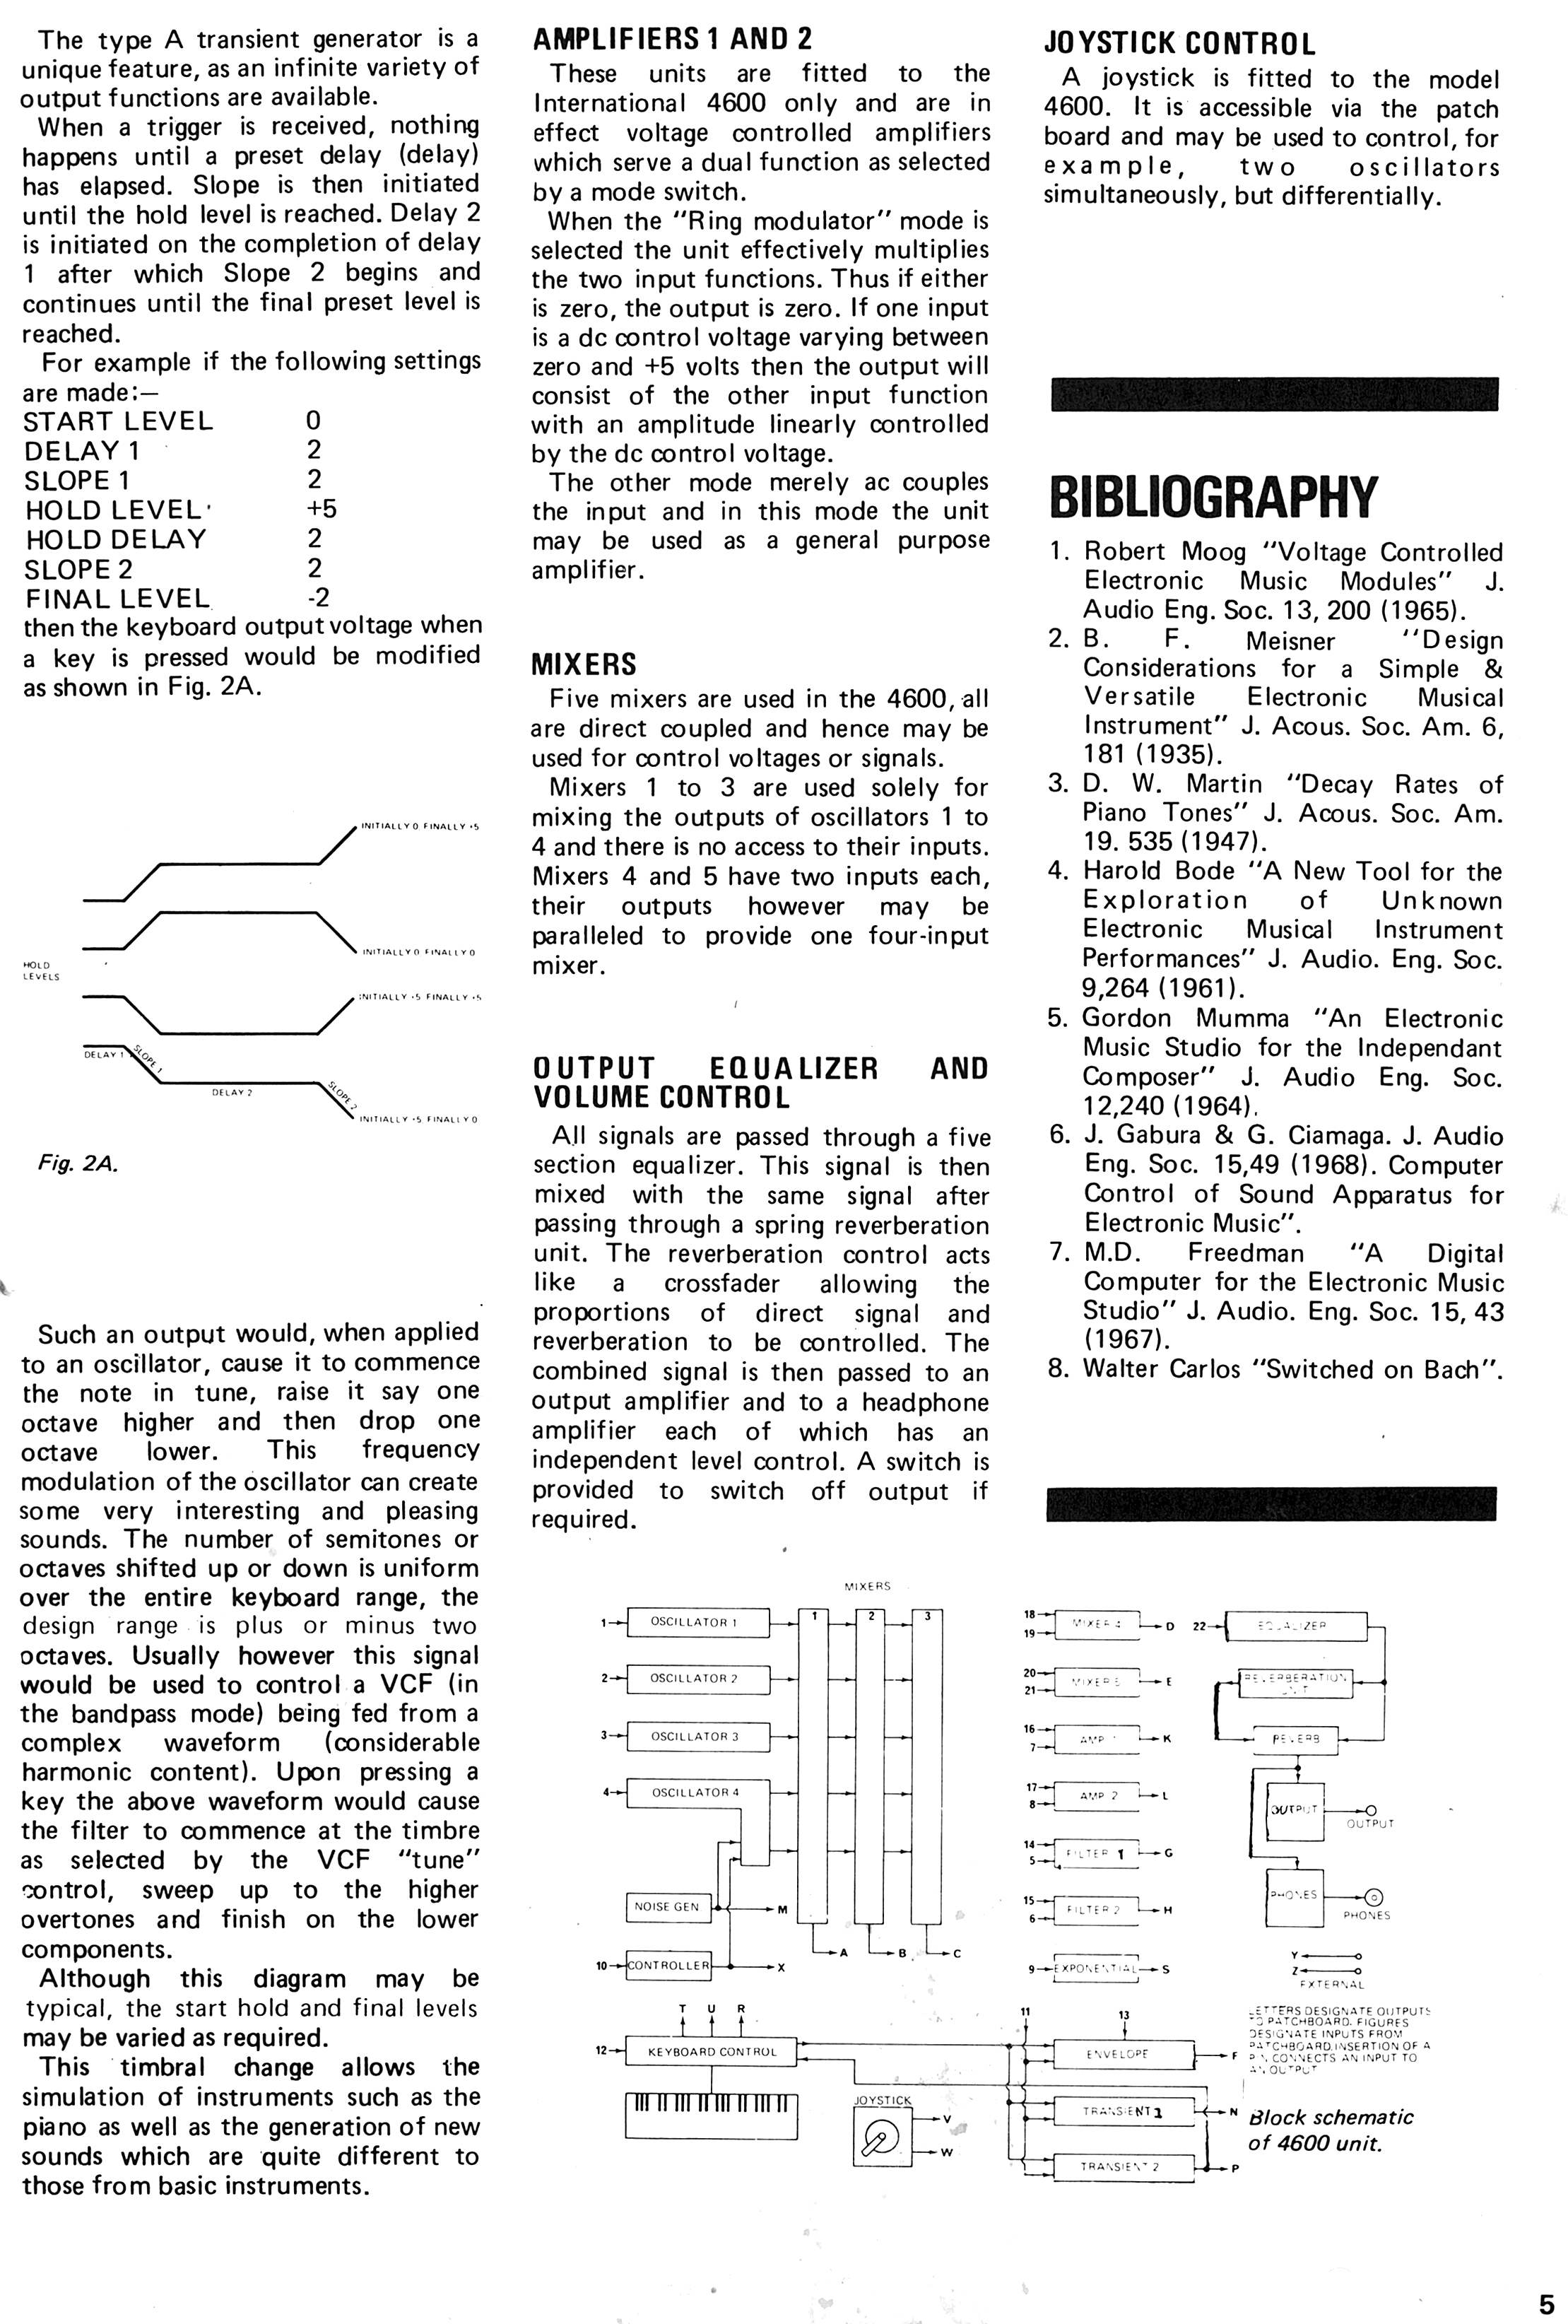 The type A transient generator is a
unique feature, as an infinite variety of
output functions are available.
When a trigger is received, nothing
happens until a preset delay (delay)
has elapsed. Slope is then initiated
until the hold level is reached. Delay 2
is initiated on the completion of delay
1 after which Slope 2 begins and
continues until the final preset level is
reached.
For example if the following settings
are made:—
START LEVEL 0
DELAY 1 2
SLOPE 1 2
HOLD LEVEL +5
HOLD DELAY 2
SLOPE 2 2
FINAL LEVEL -2
then the keyboard output voltage when
a key is pressed would be modified
as shown in Fig. 2A.
INITIALLY 0 FINALLY +5
INITIALLY 0 FINALLY 0
HOLD
LEVELS
INITIALLY +5 FINALLY +5
DELAY 1
SLOPE 1
DELAY 2
SLOPE 2
INITIALLY +5 FINALLY 0
Fig. 2A.
Such an output would, when applied
to an oscillator, cause it to commence
the note in tune, raise it say one
octave higher and then drop one
octave lower. This frequency
modulation of the oscillator can create
some very interesting and pleasing
sounds. The number of semitones or
octaves shifted up or down is uniform
over the entire keyboard range, the
design range is plus or minus two
octaves. Usually however this signal
would be used to control a VCF (in
the bandpass mode) being fed from a
complex waveform (considerable
harmonic content). Upon pressing a
key the above waveform would cause
the filter to commence at the timbre
as selected by the VCF “tune”
control, sweep up to the higher
overtones and finish on the lower
components.
Although this diagram may be
typical, the start hold and final levels
may be varied as required.
This timbral change allows the
simulation of instruments such as the
piano as well as the generation of new
sounds which are quite different to
those from basic instruments.
AMPLIFIERS 1 AND 2
These units are fitted to the
International 4600 only and are in
effect voltage controlled amplifiers
which serve a dual function as selected
by a mode switch.
When the “Ring modulator” mode is
selected the unit effectively multiplies
the two input functions. Thus if either
is zero, the output is zero. If one input
is a dc control voltage varying between
zero and +5 volts then the output will
consist of the other input function
with an amplitude linearly controlled
by the dc control voltage.
The other mode merely ac couples
the input and in this mode the unit
may be used as a general purpose
amplifier.
MIXERS
Five mixers are used in the 4600, all
are direct coupled and hence may be
used for control voltages or signals.
Mixers 1 to 3 are used solely for
mixing the outputs of oscillators 1 to
4 and there is no access to their inputs.
Mixers 4 and 5 have two inputs each,
their outputs however may be
paralleled to provide one four-input
mixer.
OUTPUT EQUALIZER AND
VOLUME CONTROL
All signals are passed through a five
section equalizer. This signal is then
mixed with the same signal after
passing through a spring reverberation
unit. The reverberation control acts
like a crossfader allowing the
proportions of direct signal and
reverberation to be controlled. The
combined signal is then passed to an
output amplifier and to a headphone
amplifier each of which has an
independent level control. A switch is
provided to switch off output if
required.
JOYSTICK CONTROL
A joystick is fitted to the model
4600. It is accessible via the patch
board and may be used to control, for
example, two oscillators
simultaneously, but differentially.
BIBLIOGRAPHY
1. Robert Moog “Voltage Controlled
Electronic Music Modules” J.
Audio Eng. Soc. 13, 200 (1965).
2. B. F. Meisner “Design
Considerations for a Simple &
Versatile Electronic Musical
Instrument” J. Acous. Soc. Am. 6,
181 (1935).
3. D. W. Martin “Decay Rates of
Piano Tones” J. Acous. Soc. Am.
19. 535 (1947).
4. Harold Bode “A New Tool for the
Exploration of Unknown
Electronic Musical Instrument
Performances” J. Audio. Eng. Soc.
9,264 (1961).
5. Gordon Mumma “An Electronic
Music Studio for the Independant
Composer” J. Audio Eng. Soc.
12,240 (1964).
6. J. Gabura & G. Ciamaga. J. Audio
Eng. Soc. 15,49 (1968). Computer
Control of Sound Apparatus for
Electronic Music”.
7. M.D. Freedman “A Digital
Computer for the Electronic Music
Studio” J. Audio. Eng. Soc. 15, 43
(1967).
8. Walter Carlos “Switched on Bach”.
MIXERS
1 OSCILLATOR 1 1 2 3
2 OSCILLATOR 2
3 OSCILLATOR 3
4 OSCILLATOR 4
NOISE GEN M
A B C
10 CONTROLLER X
T U R
12 KEYBOARD CONTROL
JOYSTICK
V
W
18 19 MIXER 4 D
20 21 MIXER 5 E
16 7 AMP 1 K
17 8 AMP 2 L
14 5 FILTER 1 G
15 6 FILTER 2 H
9 EXPONENTIAL S
11 13
ENVELOPE F
TRANSIENT 1 N
TRANSIENT 2 P
22 EQUALIZER
REVERBERATION
UNIT
REVERB
OUTPUT
OUTPUT
PHONES
PHONES
Y
Z
EXTERNAL
LETTERS DESIGNATE OUTPUTS
TO PATCHBOARD. FIGURES
DESIGNATE INPUTS FROM
PATCHBOARD. INSERTION OF A
PIN CONNECTS AN INPUT TO
AN OUTPUT
Block schematic
of 4600 unit.
5